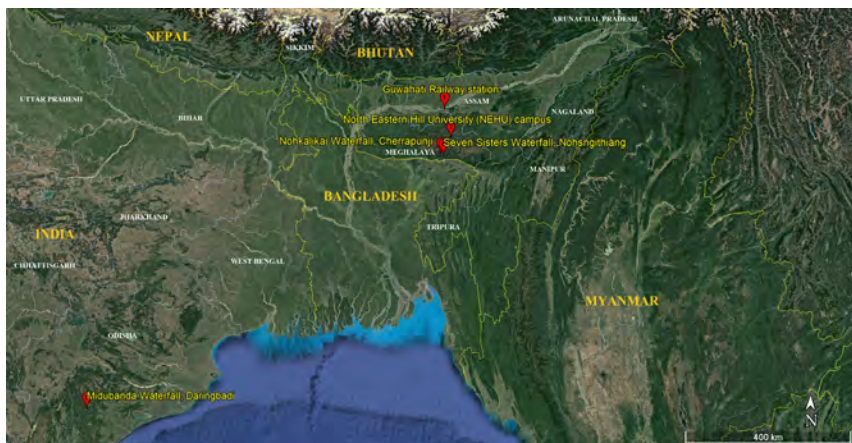 ARUNACHAL PRADESH
NEPAL
SIKKIM
BHUTAN
Guwahati Railway station
UTTAR PRADESH
ASSAM
NAGALAND
BIHAR
North Eastern Hill University (NEHU) campus
Nohkalikai Waterfall, Cherrapunji
Seven Sisters Waterfall, Nohsngithiang
MEGHALAYA
MANIPUR
BANGLADESH
JHARKHAND
TRIPURA
INDIA
WEST BENGAL
CHHATTISGARH
MYANMAR
ODISHA
Midubanda Waterfall, Daringbadi
N
400 km